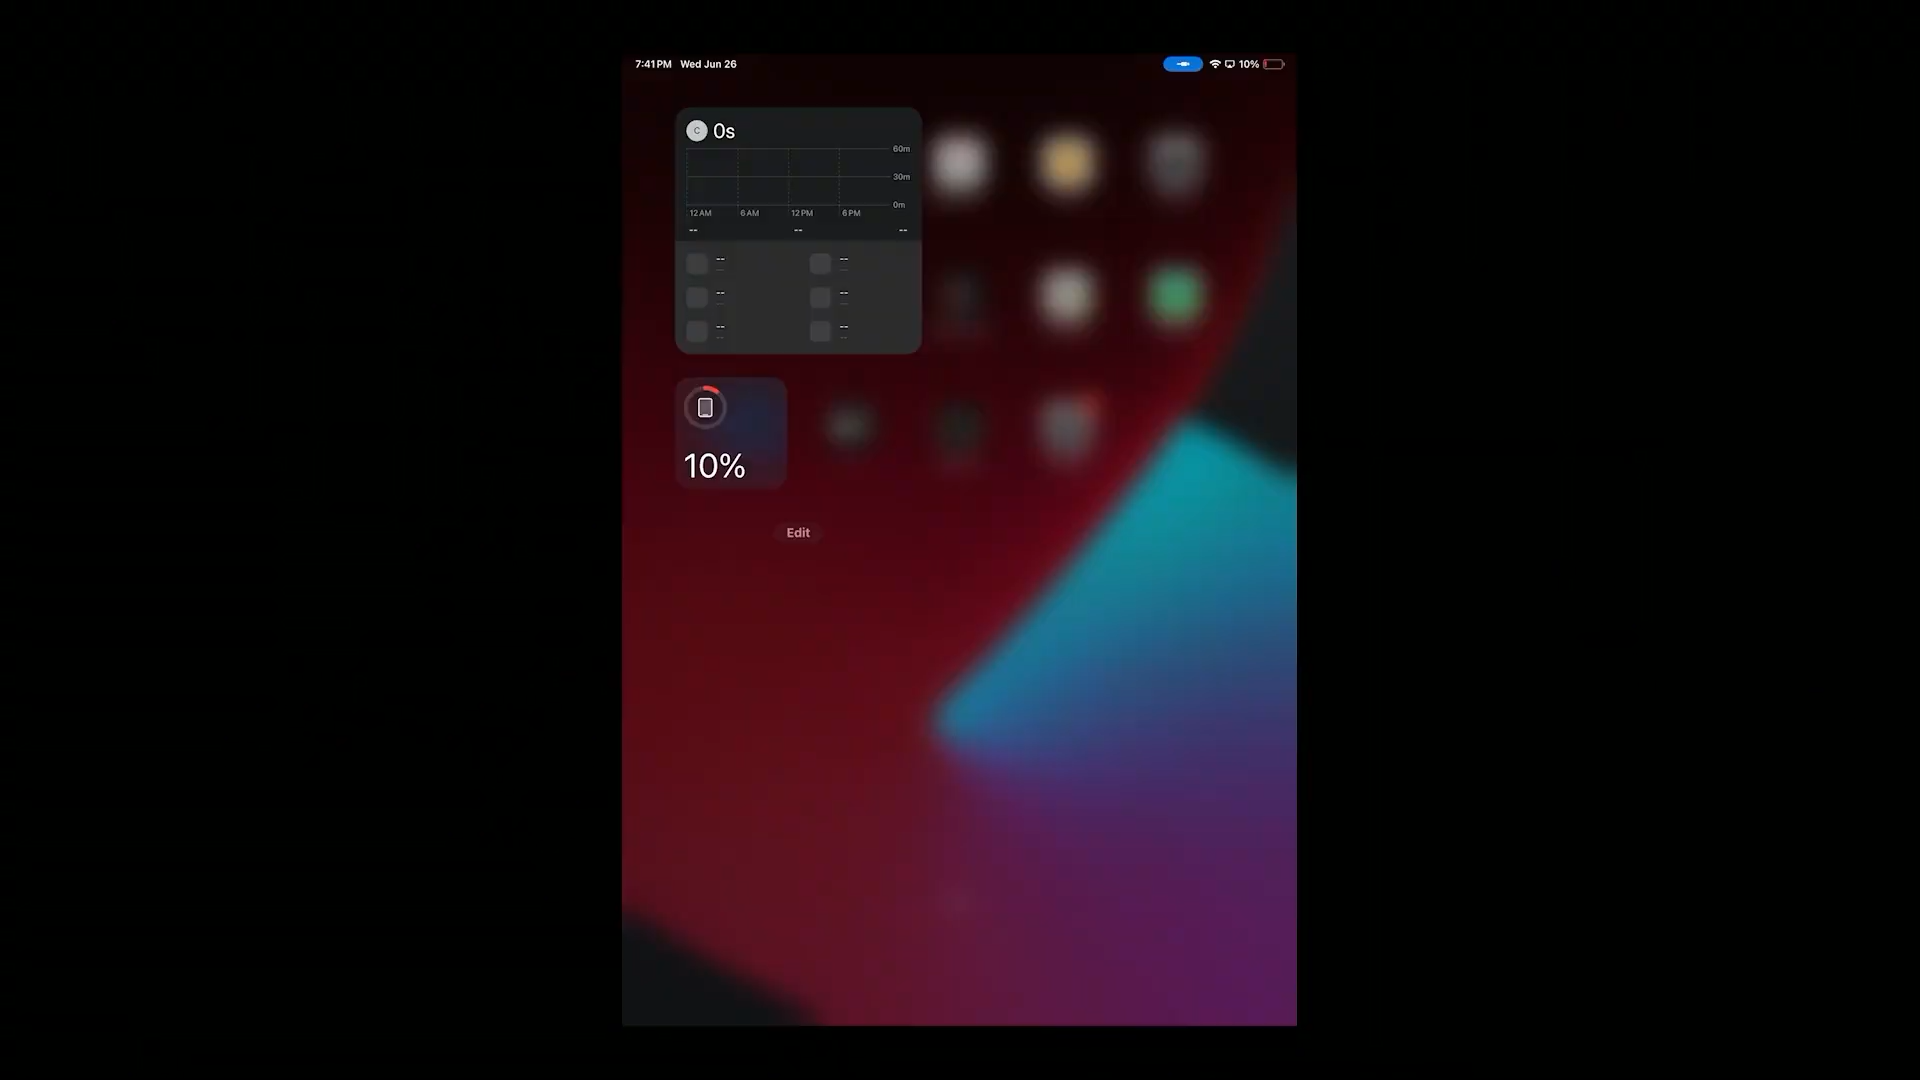 7:41 PM Wed Jun 26
10%
C 0s
60m
30m
0m
12 AM 6 AM 12 PM 6 PM
-- -- --
-- --
-- --
-- --
10%
Edit